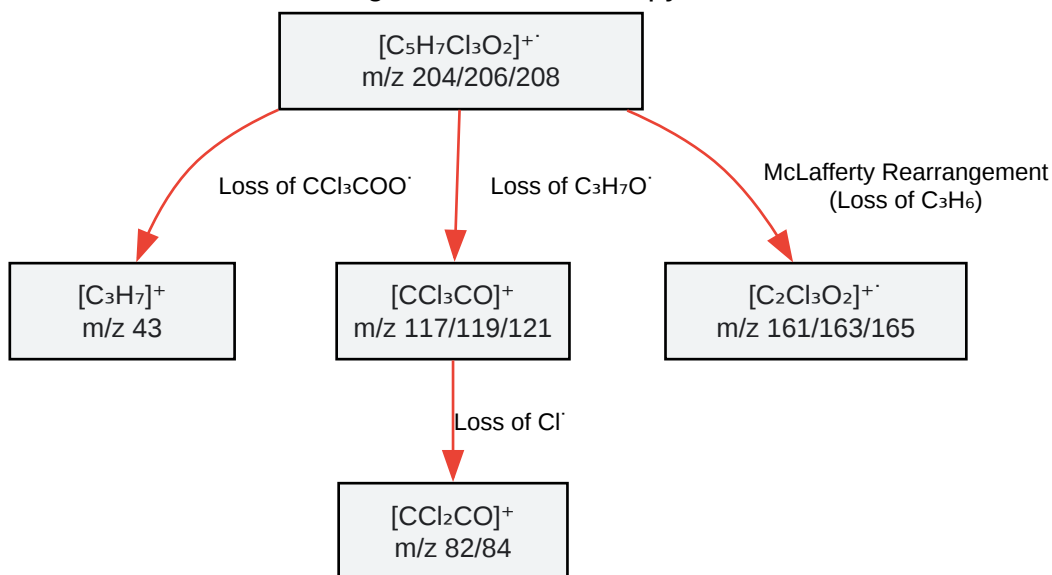 [C₅H₇Cl₃O₂]⁺˙
m/z 204/206/208
Loss of CCl₃COO˙
Loss of C₃H₇O˙
McLafferty Rearrangement
(Loss of C₃H₆)
[C₃H₇]⁺
m/z 43
[CCl₃CO]⁺
m/z 117/119/121
[C₂Cl₃O₂]⁺˙
m/z 161/163/165
Loss of Cl˙
[CCl₂CO]⁺
m/z 82/84